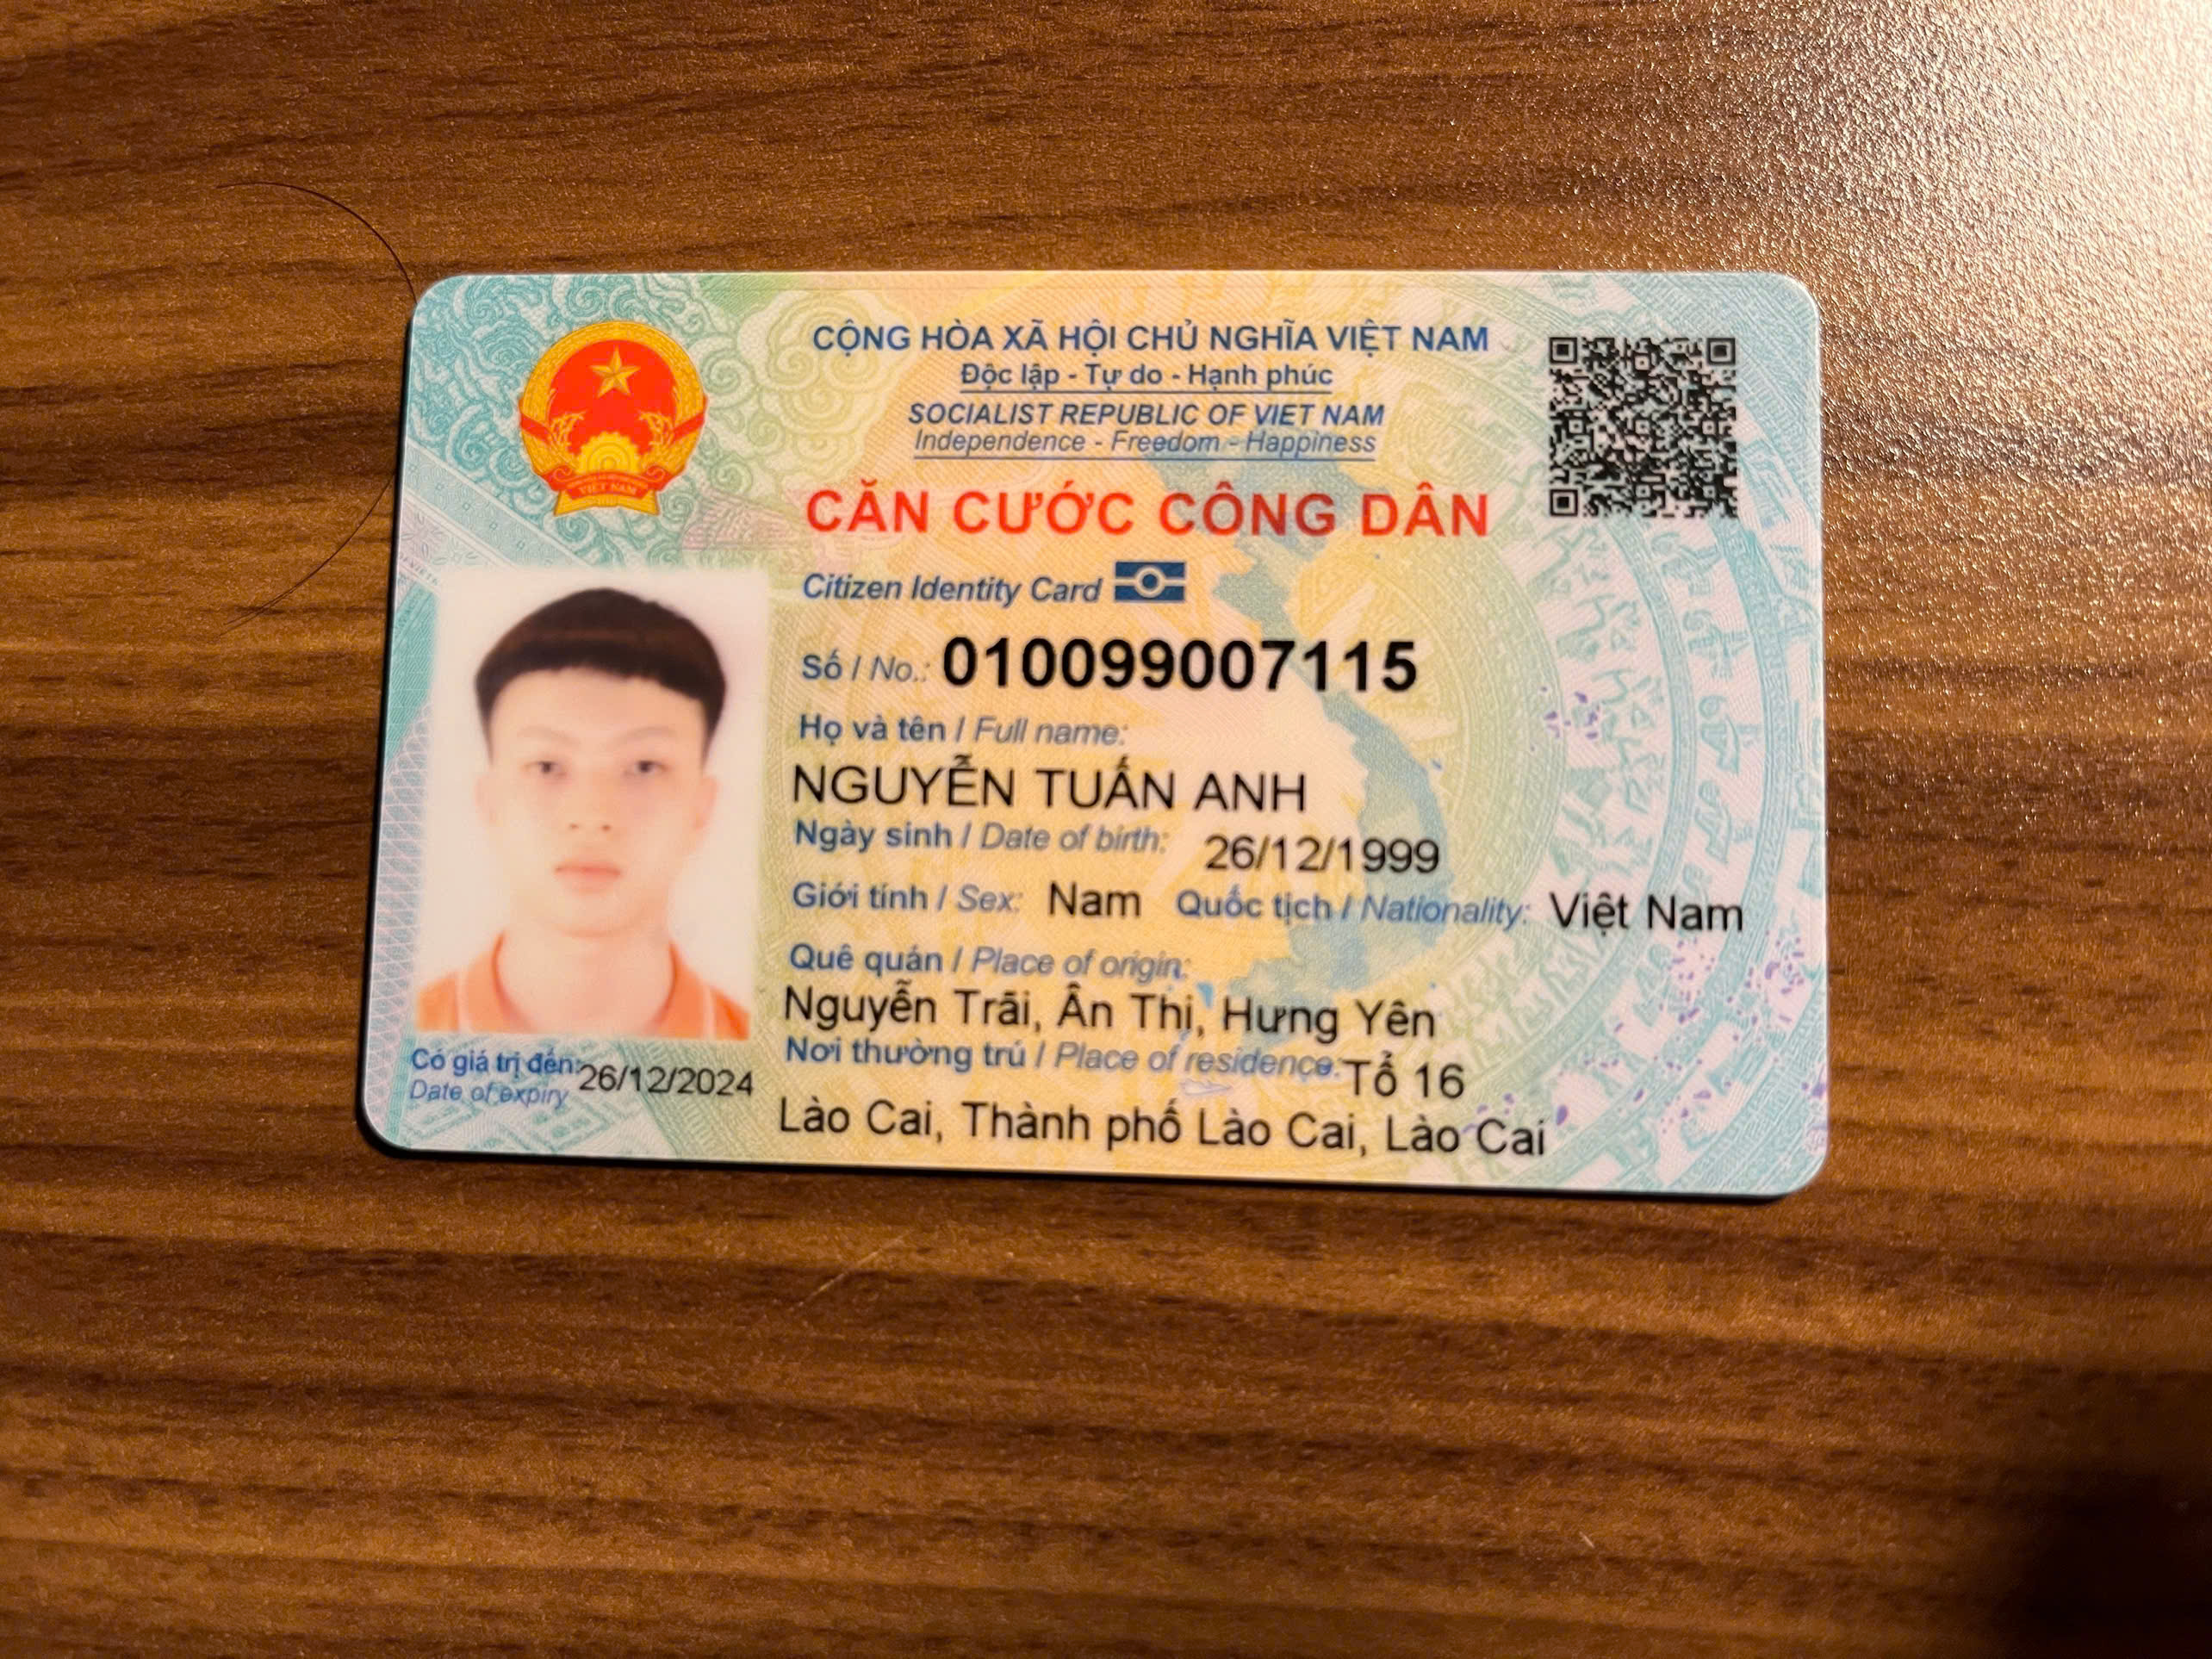 CỘNG HÒA XÃ HỘI CHỦ NGHĨA VIỆT NAM
Độc lập - Tự do - Hạnh phúc
SOCIALIST REPUBLIC OF VIET NAM
Independence - Freedom - Happiness
CĂN CƯỚC CÔNG DÂN
Citizen Identity Card
Số / No.: 010099007115
Họ và tên / Full name:
NGUYỄN TUẤN ANH
Ngày sinh / Date of birth: 26/12/1999
Giới tính / Sex: Nam Quốc tịch / Nationality: Việt Nam
Quê quán / Place of origin:
Nguyễn Trãi, Ân Thi, Hưng Yên
Nơi thường trú / Place of residence: Tổ 16
Lào Cai, Thành phố Lào Cai, Lào Cai
Có giá trị đến: 26/12/2024
Date of expiry
VIỆT NAM